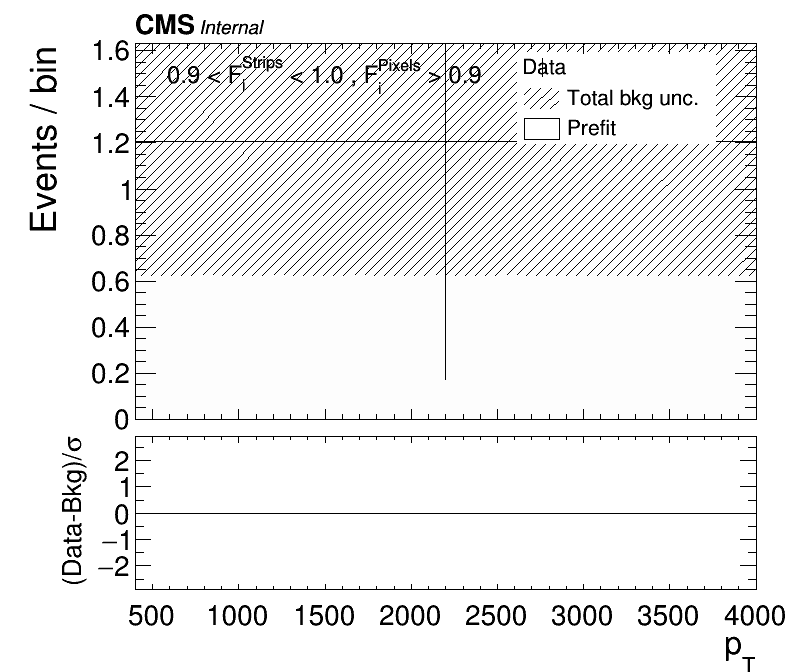 CMS Internal
Events / bin
1.6
1.4
1.2
1
0.8
0.6
0.4
0.2
0
0.9 < F_i^Strips < 1.0 , F_i^Pixels > 0.9
Data
Total bkg unc.
Prefit
(Data-Bkg)/σ
2
1
0
−1
−2
500 1000 1500 2000 2500 3000 3500 4000
p_T